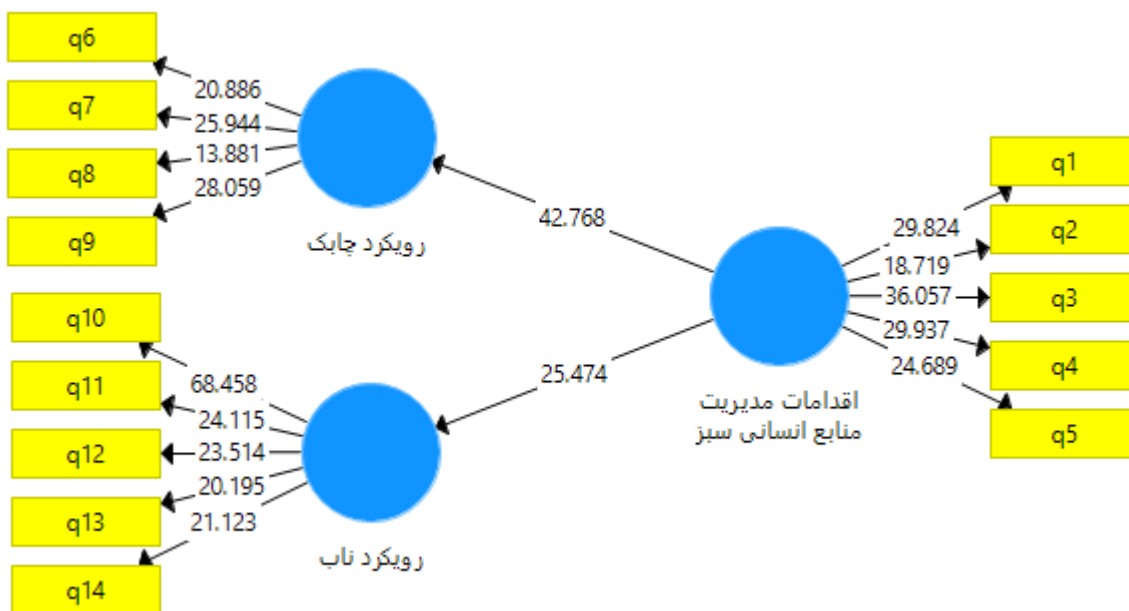 q6
q7
q8
q9
20.886
25.944
13.881
28.059
رویکرد چابک
q10
q11
q12
q13
q14
68.458
24.115
23.514
20.195
21.123
رویکرد ناب
42.768
25.474
اقدامات مدیریت
منابع انسانی سبز
29.824
18.719
36.057
29.937
24.689
q1
q2
q3
q4
q5